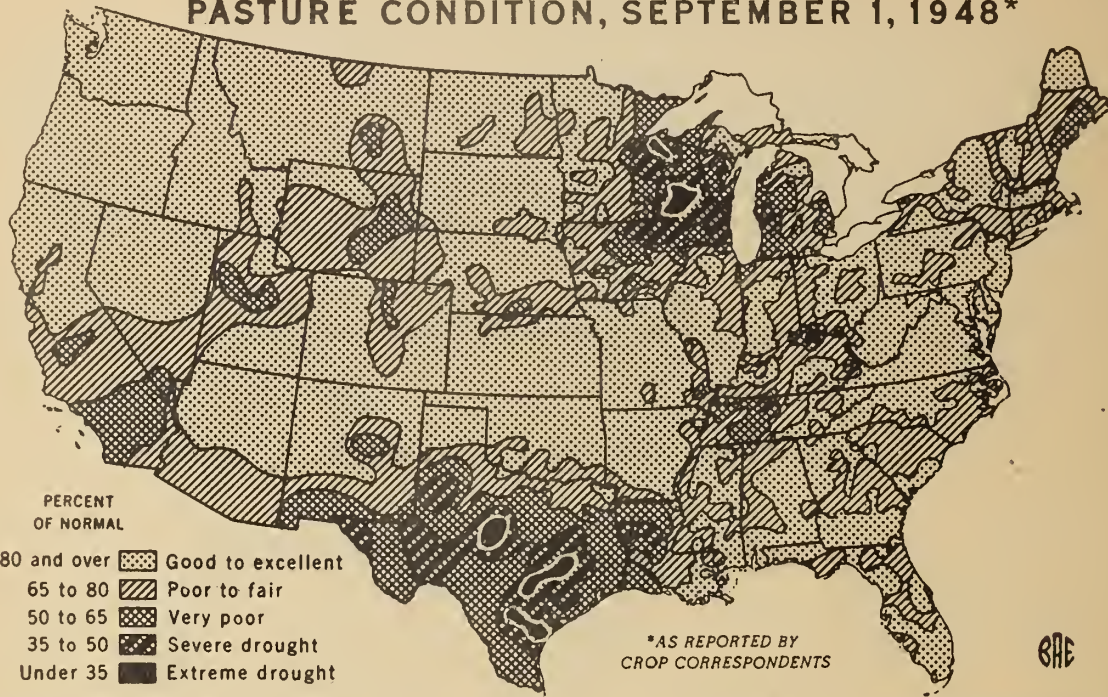 PASTURE CONDITION, SEPTEMBER 1, 1948*
PERCENT
OF NORMAL
80 and over Good to excellent
65 to 80 Poor to fair
50 to 65 Very poor
35 to 50 Severe drought
Under 35 Extreme drought
*AS REPORTED BY
CROP CORRESPONDENTS
BAE